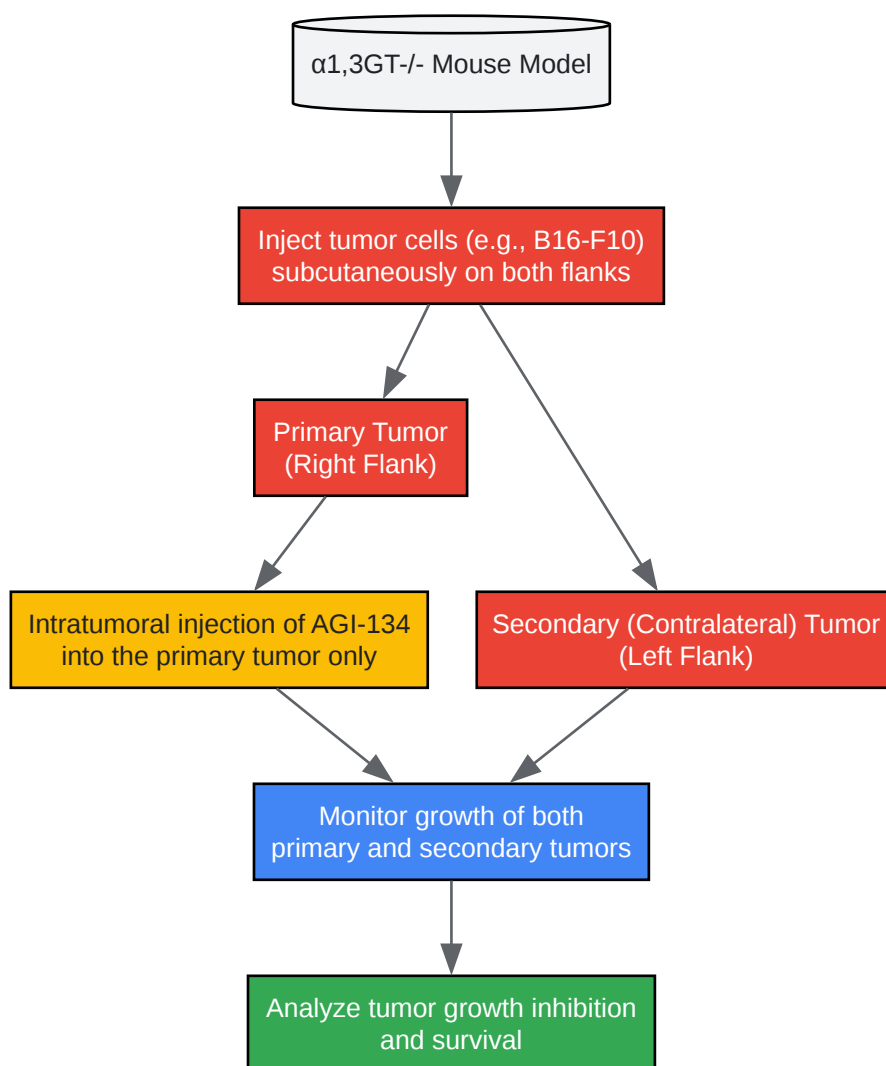 α1,3GT-/- Mouse Model
Inject tumor cells (e.g., B16-F10)
subcutaneously on both flanks
Primary Tumor
(Right Flank)
Intratumoral injection of AGI-134
into the primary tumor only
Secondary (Contralateral) Tumor
(Left Flank)
Monitor growth of both
primary and secondary tumors
Analyze tumor growth inhibition
and survival